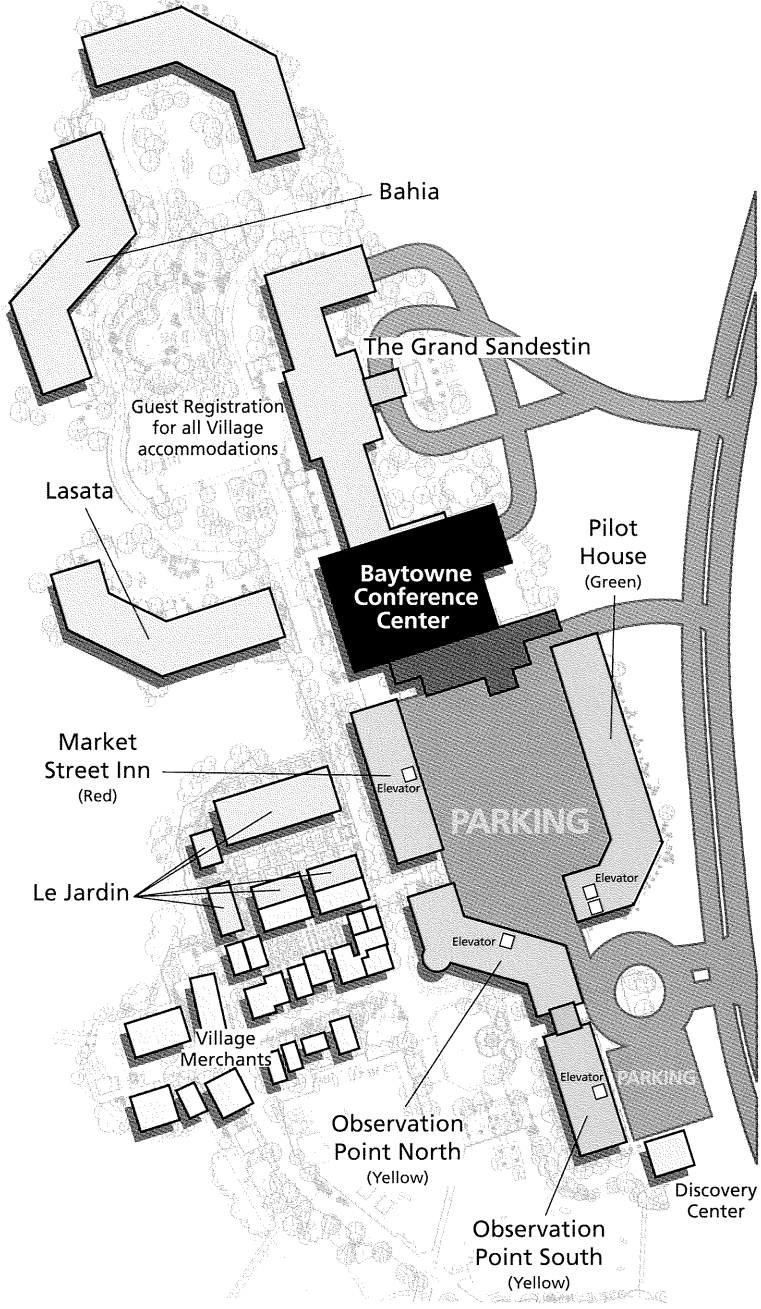 Bahia
The Grand Sandestin
Guest Registration
for all Village
accommodations
Lasata
Pilot
House
(Green)
Baytowne
Conference
Center
Market
Street Inn
(Red)
Elevator
PARKING
Elevator
Le Jardin
Elevator
Village
Merchants
Elevator
PARKING
Observation
Point North
(Yellow)
Discovery
Center
Observation
Point South
(Yellow)